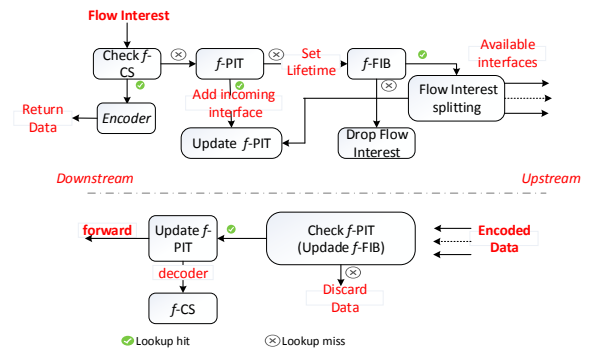 Flow Interest
Check f-
CS
f-PIT
Set
Lifetime
f-FIB
Available
interfaces
Flow Interest
splitting
Return
Data
Encoder
Add incoming
interface
Update f-PIT
Drop Flow
Interest
Downstream
Upstream
forward
Update f-
PIT
Check f-PIT
(Updade f-FIB)
Encoded
Data
decoder
Discard
Data
f-CS
Lookup hit
Lookup miss